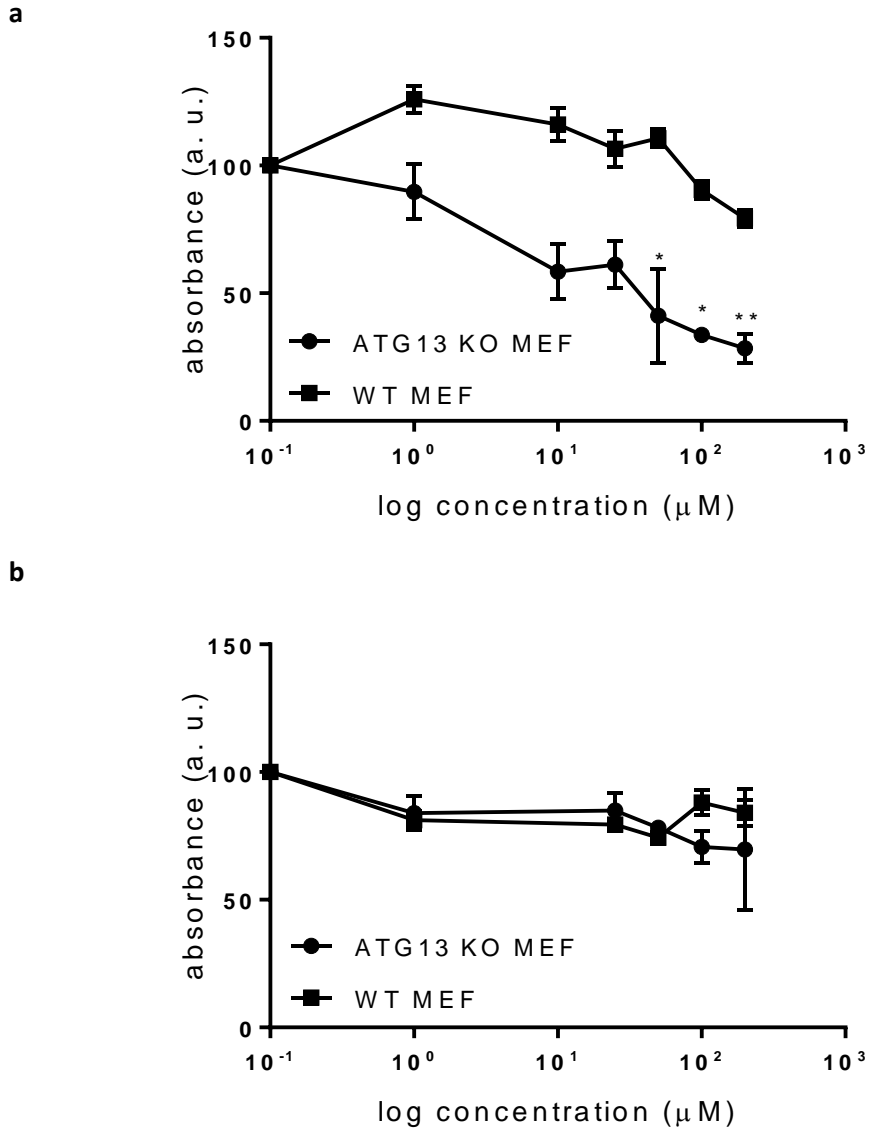 a
150
100
50
0
absorbance (a. u.)
*
*
**
ATG13 KO MEF
WT MEF
10⁻¹ 10⁰ 10¹ 10² 10³
log concentration (μM)
b
150
100
50
0
absorbance (a. u.)
ATG13 KO MEF
WT MEF
10⁻¹ 10⁰ 10¹ 10² 10³
log concentration (μM)